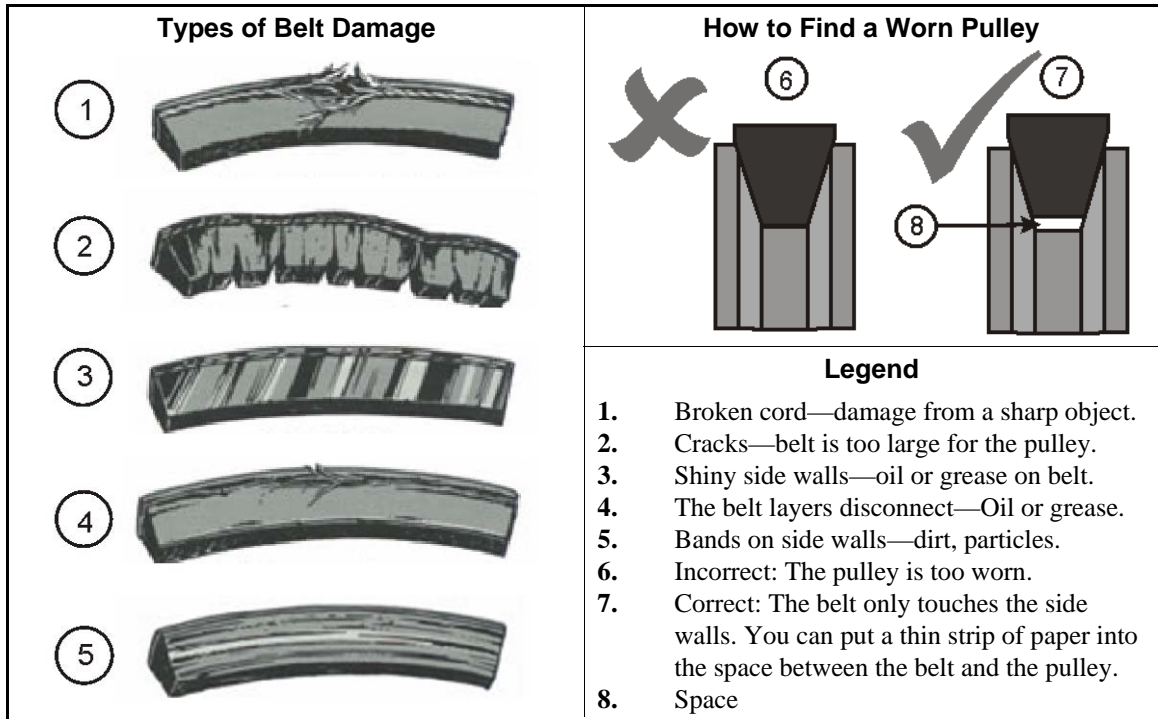 Types of Belt Damage
1
2
3
4
5
How to Find a Worn Pulley
6
7
8
Legend
1. Broken cord—damage from a sharp object.
2. Cracks—belt is too large for the pulley.
3. Shiny side walls—oil or grease on belt.
4. The belt layers disconnect—Oil or grease.
5. Bands on side walls—dirt, particles.
6. Incorrect: The pulley is too worn.
7. Correct: The belt only touches the side
walls. You can put a thin strip of paper into
the space between the belt and the pulley.
8. Space